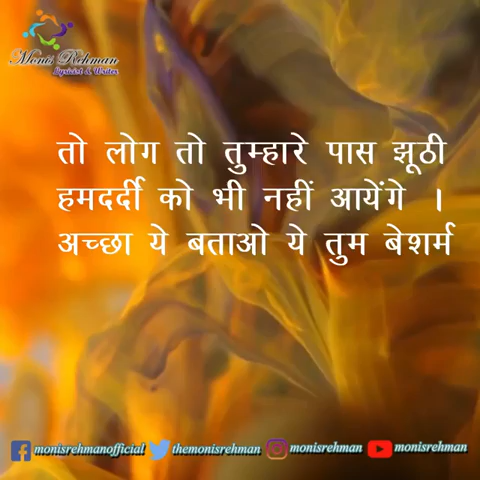 Monis Rehman
Lyricist & Writer
तो लोग तो तुम्हारे पास झूठी
हमदर्दी को भी नहीं आयेंगे ।
अच्छा ये बताओ ये तुम बेशर्म
monisrehmanofficial themonisrehman monisrehman monisrehman